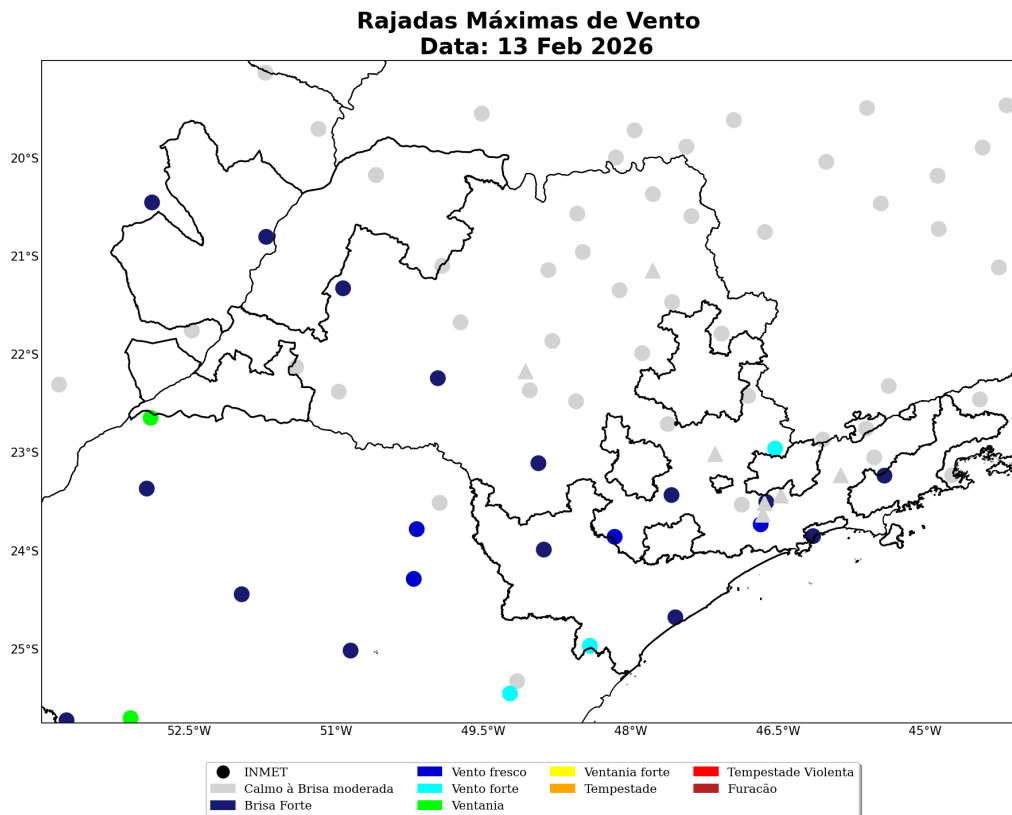 Rajadas Máximas de Vento
Data: 13 Feb 2026
20°S
21°S
22°S
23°S
24°S
25°S
52.5°W 51°W 49.5°W 48°W 46.5°W 45°W
INMET Vento fresco Ventania forte Tempestade Violenta
Calmo à Brisa moderada Vento forte Tempestade Furacão
Brisa Forte Ventania